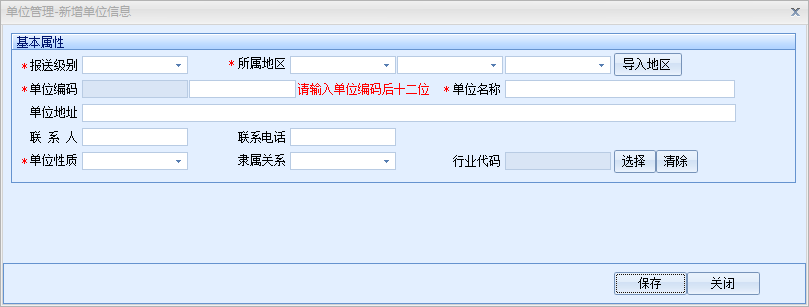 单位管理-新增单位信息
基本属性
*报送级别 *所属地区 导入地区
*单位编码 请输入单位编码后十二位 *单位名称
单位地址
联 系 人 联系电话
*单位性质 隶属关系 行业代码 选择 清除
保存 关闭